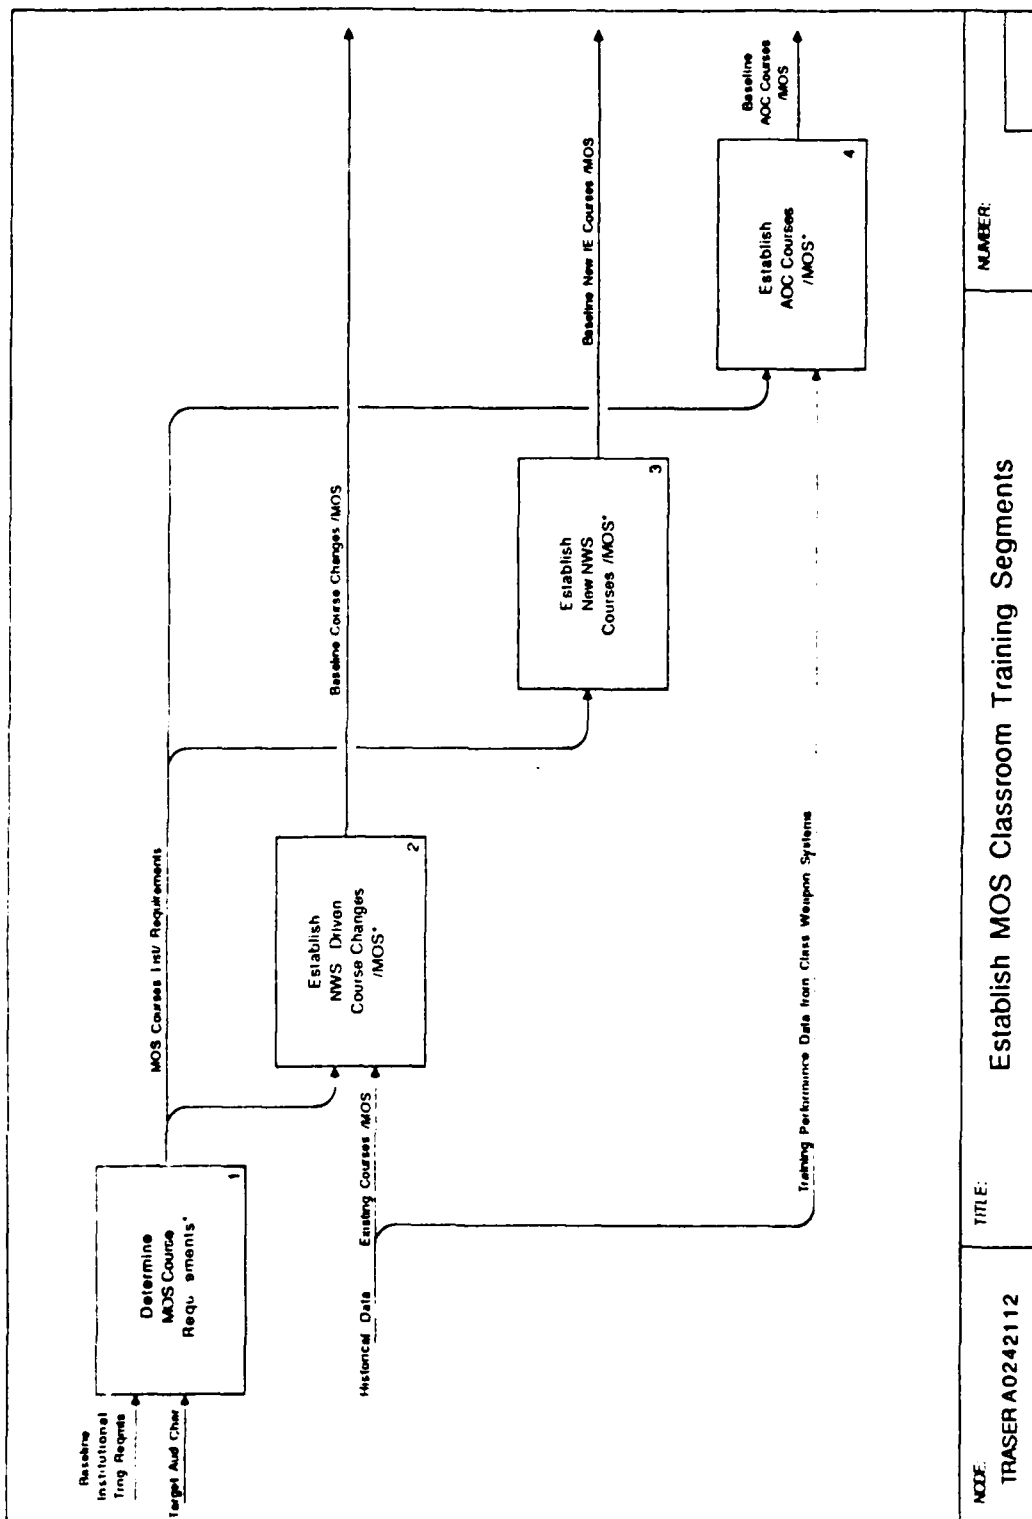 Baseline
Institutional
Trng Reqmts
Target Aud Char
Determine
MOS Course
Requ ements*
1
MOS Courses List/ Requirements
Historical Data
Existing Courses /MOS
Establish
NWS Driven
Course Changes
/MOS*
2
Baseline Course Changes /MOS
Establish
New NWS
Courses /MOS*
3
Baseline New IE Courses /MOS
Training Performance Data from Class Weapon Systems
Establish
AOC Courses
/MOS*
4
Baseline
AOC Courses
/MOS
NODE:
TRASER A0242112
TITLE:
Establish MOS Classroom Training Segments
NUMBER: